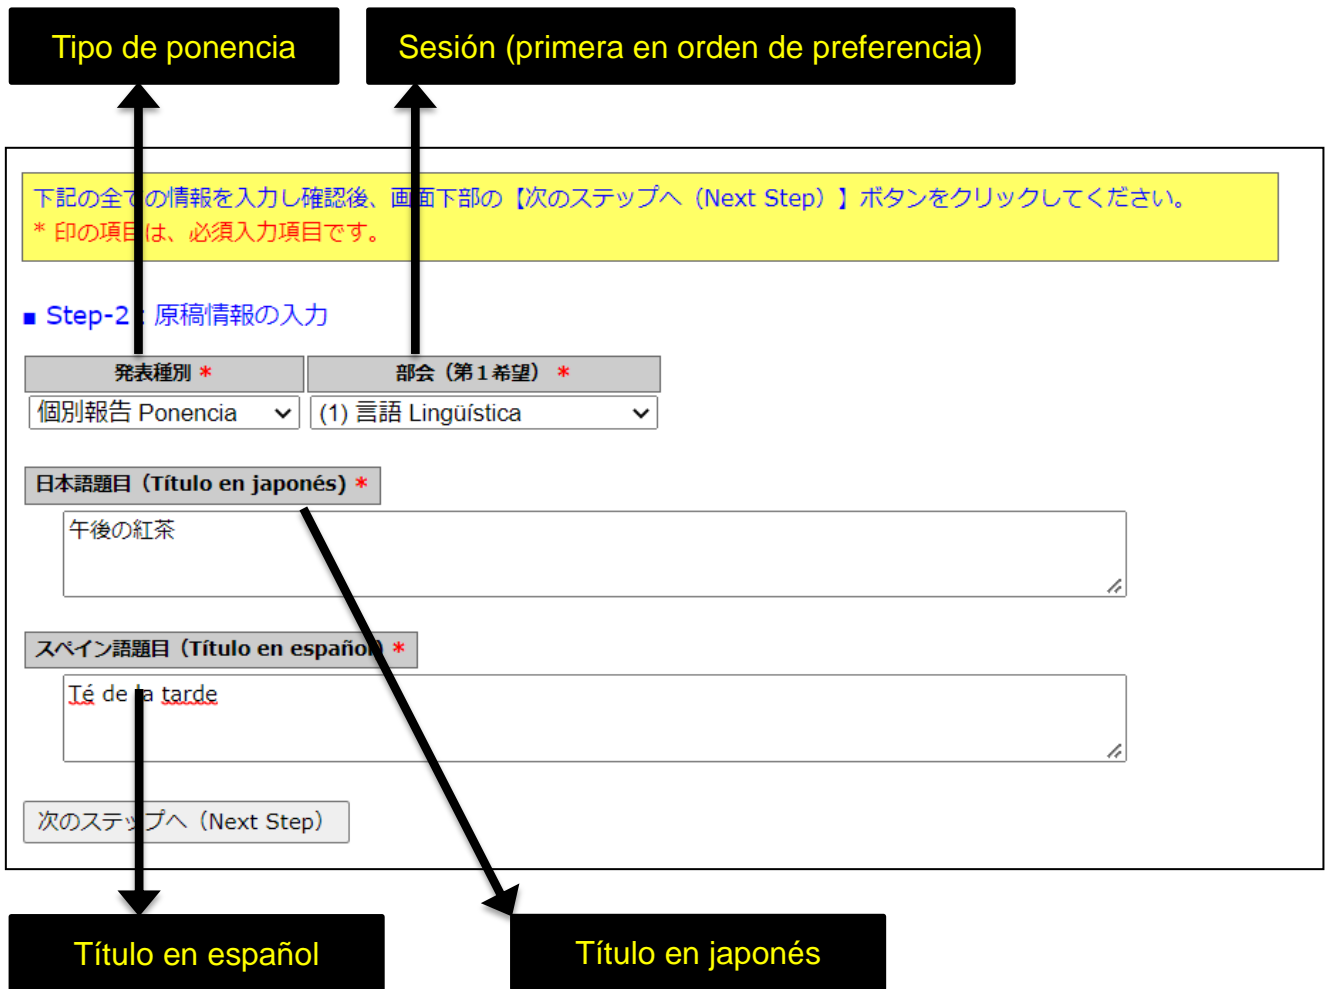 Tipo de ponencia
Sesión (primera en orden de preferencia)
下記の全ての情報を入力し確認後、画面下部の【次のステップへ（Next Step）】ボタンをクリックしてください。
* 印の項目は、必須入力項目です。
■ Step-2 : 原稿情報の入力
発表種別 *
部会（第１希望） *
個別報告 Ponencia
(1) 言語 Lingüística
日本語題目（Título en japonés) *
午後の紅茶
スペイン語題目（Título en español) *
Té de la tarde
次のステップへ（Next Step）
Título en español
Título en japonés